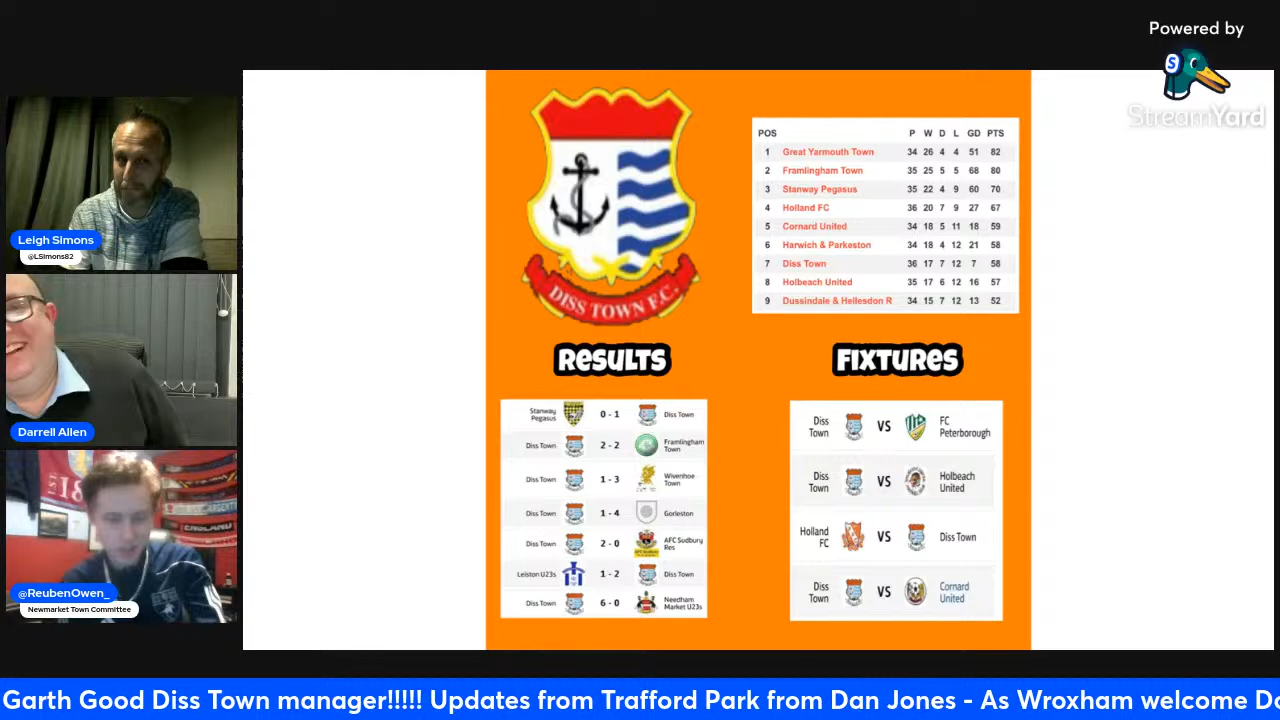 Powered by
StreamYard
Leigh Simons
@LSimons82
Darrell Allen
@ReubenOwen_
Newmarket Town Committee
DISS TOWN F.C.
POS P W D L GD PTS
1 Great Yarmouth Town 34 26 4 4 51 82
2 Framlingham Town 35 25 5 5 68 80
3 Stanway Pegasus 35 22 4 9 60 70
4 Holland FC 36 20 7 9 27 67
5 Cornard United 34 18 5 11 18 59
6 Harwich & Parkeston 34 18 4 12 21 58
7 Diss Town 36 17 7 12 7 58
8 Holbeach United 35 17 6 12 16 57
9 Dussindale & Hellesdon R 34 15 7 12 13 52
RESULTS
Stanway Pegasus 0 - 1 Diss Town
Diss Town 2 - 2 Framlingham Town
Diss Town 1 - 3 Wivenhoe Town
Diss Town 1 - 4 Gorleston
Diss Town 2 - 0 AFC Sudbury Res
Leiston U23s 1 - 2 Diss Town
Diss Town 6 - 0 Needham Market U23s
FIXTURES
Diss Town VS FC Peterborough
Diss Town VS Holbeach United
Holland FC VS Diss Town
Diss Town VS Cornard United
Garth Good Diss Town manager!!!!! Updates from Trafford Park from Dan Jones - As Wroxham welcome